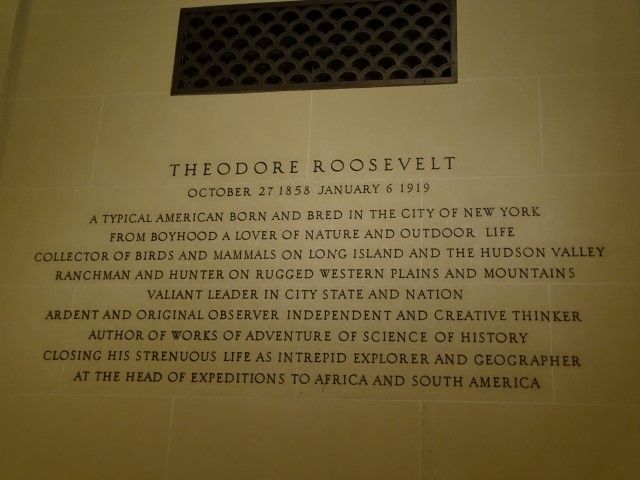 THEODORE ROOSEVELT
OCTOBER 27 1858 JANUARY 6 1919
A TYPICAL AMERICAN BORN AND BRED IN THE CITY OF NEW YORK
FROM BOYHOOD A LOVER OF NATURE AND OUTDOOR LIFE
COLLECTOR OF BIRDS AND MAMMALS ON LONG ISLAND AND THE HUDSON VALLEY
RANCHMAN AND HUNTER ON RUGGED WESTERN PLAINS AND MOUNTAINS
VALIANT LEADER IN CITY STATE AND NATION
ARDENT AND ORIGINAL OBSERVER INDEPENDENT AND CREATIVE THINKER
AUTHOR OF WORKS OF ADVENTURE OF SCIENCE OF HISTORY
CLOSING HIS STRENUOUS LIFE AS INTREPID EXPLORER AND GEOGRAPHER
AT THE HEAD OF EXPEDITIONS TO AFRICA AND SOUTH AMERICA